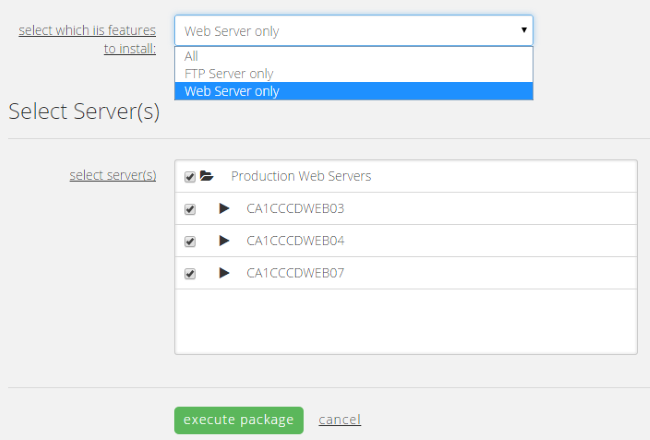 select which iis features
to install:
Web Server only
All
FTP Server only
Web Server only
Select Server(s)
select server(s)
Production Web Servers
CA1CCCDWEB03
CA1CCCDWEB04
CA1CCCDWEB07
execute package
cancel